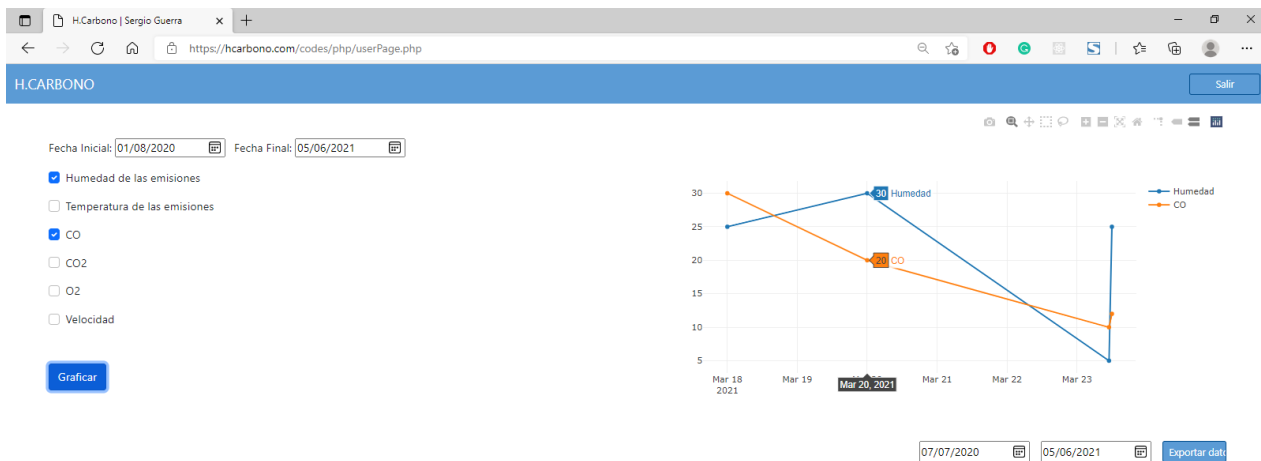 H.Carbono | Sergio Guerra
https://hcarbono.com/codes/php/userPage.php
H.CARBONO
Salir
Fecha Inicial: 01/08/2020 Fecha Final: 05/06/2021
Humedad de las emisiones
Temperatura de las emisiones
CO
CO2
O2
Velocidad
Graficar
30
25
20
15
10
5
30 Humedad
20 CO
Mar 18
2021
Mar 19
Mar 20, 2021
Mar 21
Mar 22
Mar 23
Humedad
CO
07/07/2020
05/06/2021
Exportar dato